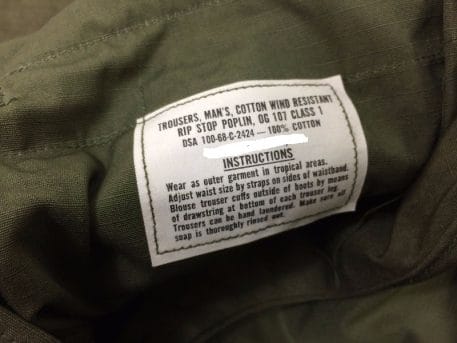 TROUSERS, MAN'S, COTTON WIND RESISTANT
RIP STOP POPLIN, OG 107 CLASS 1
DSA 100-68-C-2424 — 100% COTTON
INSTRUCTIONS
Wear as outer garment in tropical areas.
Adjust waist size by straps on sides of waistband.
Blouse trouser cuffs outside of boots by means
of drawstring at bottom of each trouser leg.
Trousers can be hand laundered. Make sure all
soap is thoroughly rinsed out.